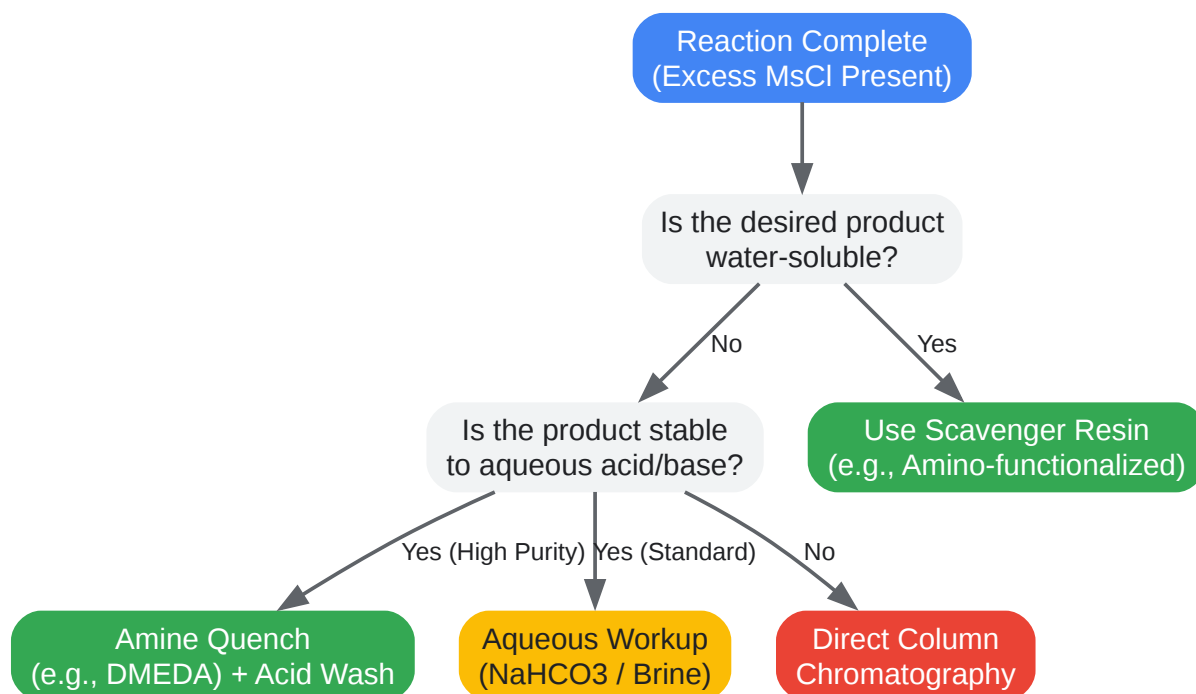 Reaction Complete
(Excess MsCl Present)
Is the desired product
water-soluble?
No
Yes
Is the product stable
to aqueous acid/base?
Use Scavenger Resin
(e.g., Amino-functionalized)
Yes (High Purity)
Yes (Standard)
No
Amine Quench
(e.g., DMEDA) + Acid Wash
Aqueous Workup
(NaHCO3 / Brine)
Direct Column
Chromatography